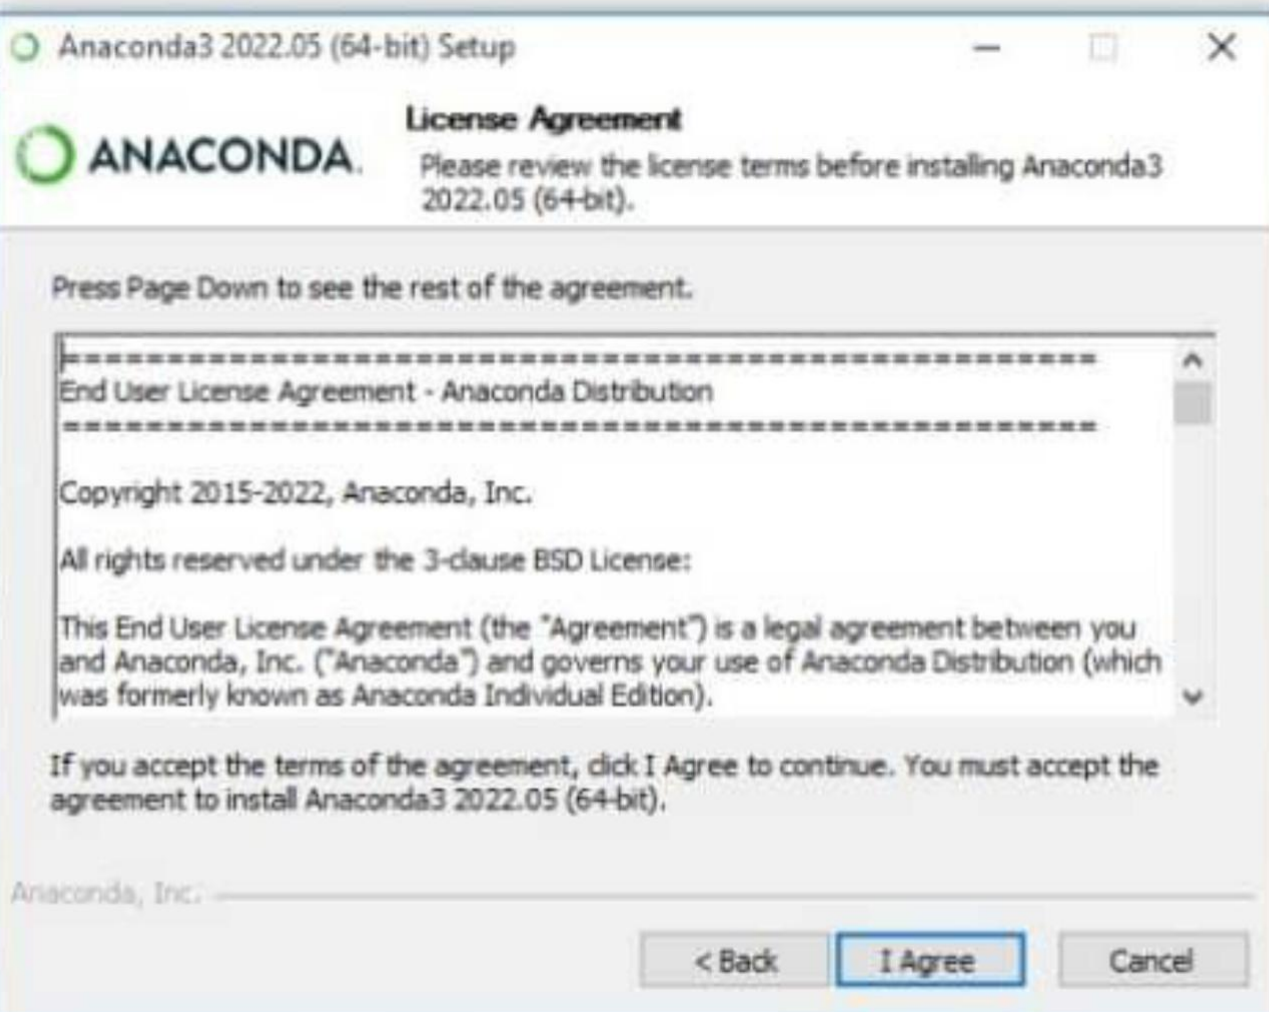 Anaconda3 2022.05 (64-bit) Setup
ANACONDA.
License Agreement
Please review the license terms before installing Anaconda3
2022.05 (64-bit).
Press Page Down to see the rest of the agreement.
==================================================
End User License Agreement - Anaconda Distribution
==================================================
Copyright 2015-2022, Anaconda, Inc.
All rights reserved under the 3-clause BSD License:
This End User License Agreement (the "Agreement") is a legal agreement between you
and Anaconda, Inc. ("Anaconda") and governs your use of Anaconda Distribution (which
was formerly known as Anaconda Individual Edition).
If you accept the terms of the agreement, click I Agree to continue. You must accept the
agreement to install Anaconda3 2022.05 (64-bit).
Anaconda, Inc.
< Back
I Agree
Cancel